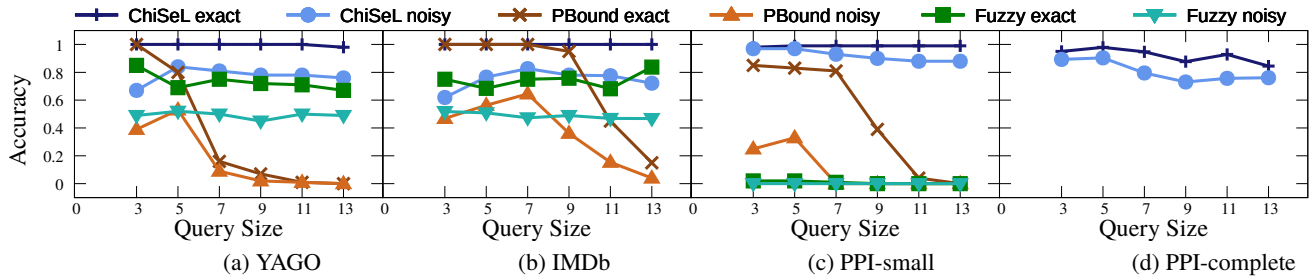 ChiSeL exact ChiSeL noisy PBound exact PBound noisy Fuzzy exact Fuzzy noisy
Accuracy
1
0.8
0.6
0.4
0.2
0
0 3 5 7 9 11 13 0 3 5 7 9 11 13 0 3 5 7 9 11 13 0 3 5 7 9 11 13
Query Size Query Size Query Size Query Size
(a) YAGO (b) IMDb (c) PPI-small (d) PPI-complete